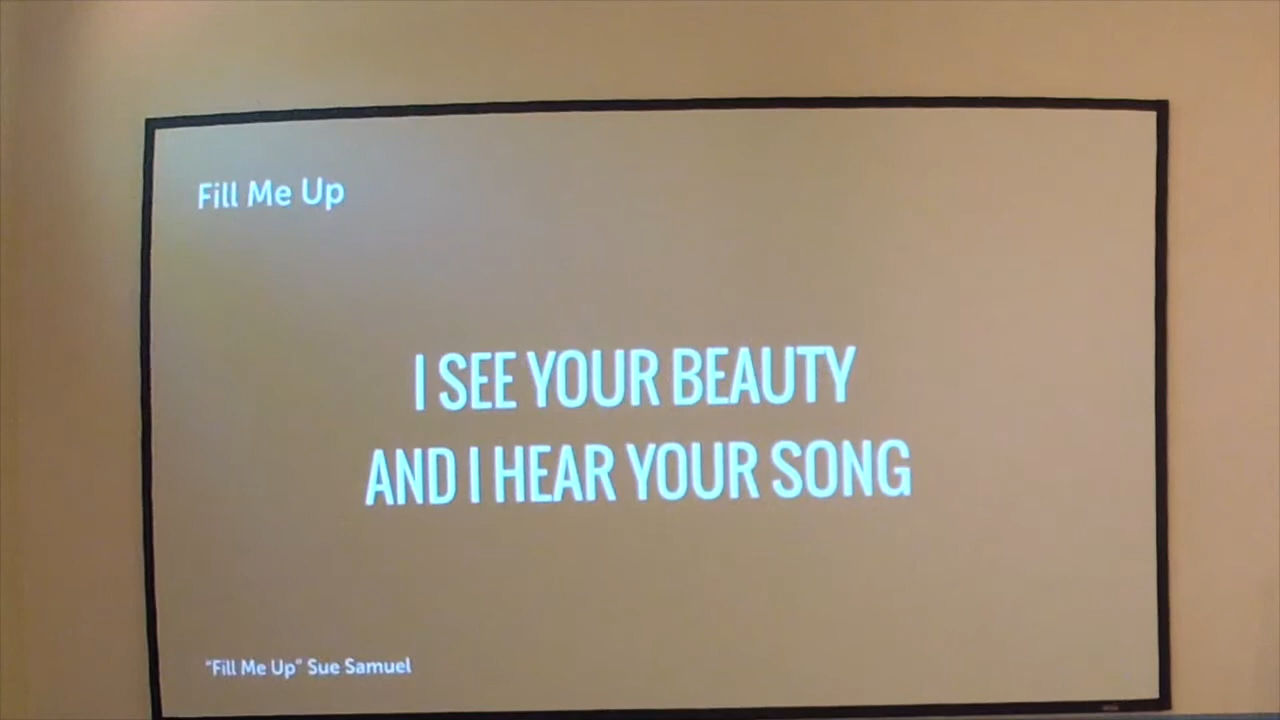 Fill Me Up
I SEE YOUR BEAUTY
AND I HEAR YOUR SONG
"Fill Me Up" Sue Samuel